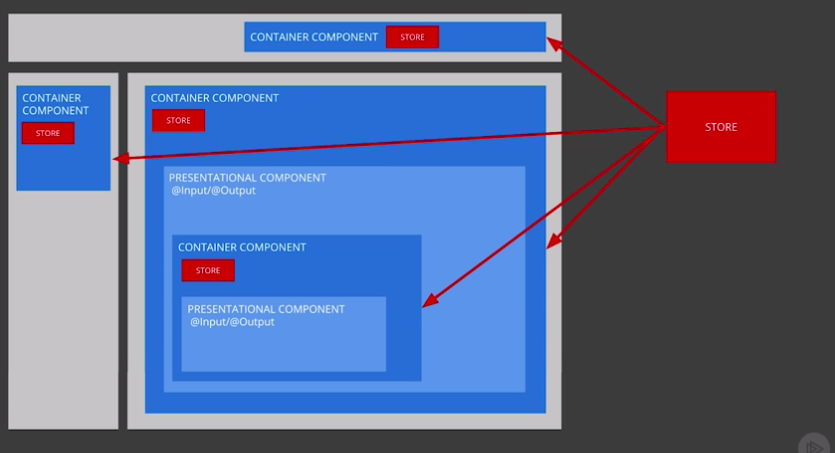 CONTAINER COMPONENT
STORE
CONTAINER
COMPONENT
STORE
CONTAINER COMPONENT
STORE
PRESENTATIONAL COMPONENT
@Input/@Output
CONTAINER COMPONENT
STORE
PRESENTATIONAL COMPONENT
@Input/@Output
STORE